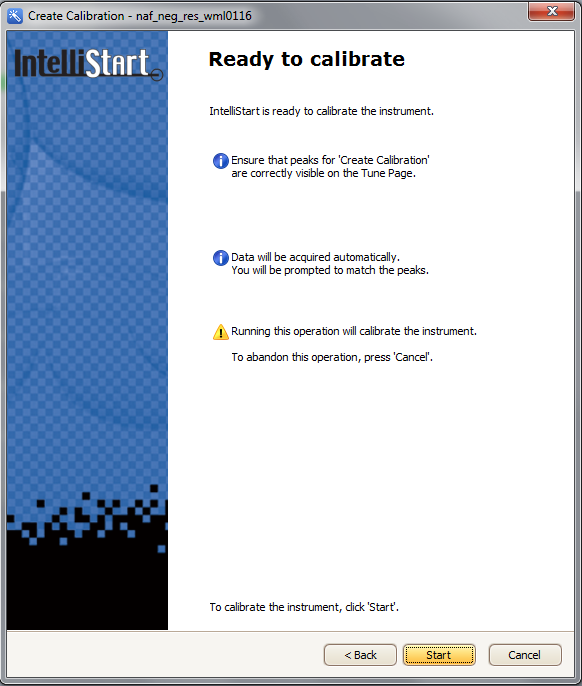 Create Calibration - naf_neg_res_wml0116
IntelliStart
Ready to calibrate
IntelliStart is ready to calibrate the instrument.
Ensure that peaks for 'Create Calibration'
are correctly visible on the Tune Page.
Data will be acquired automatically.
You will be prompted to match the peaks.
Running this operation will calibrate the instrument.
To abandon this operation, press 'Cancel'.
To calibrate the instrument, click 'Start'.
< Back
Start
Cancel